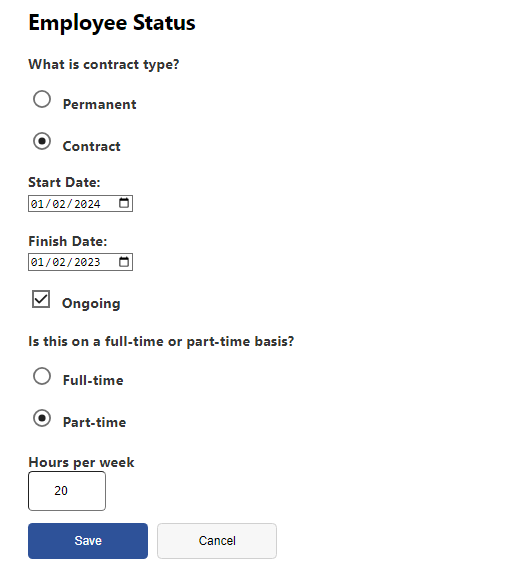 Employee Status
What is contract type?
Permanent
Contract
Start Date:
01/02/2024
Finish Date:
01/02/2023
Ongoing
Is this on a full-time or part-time basis?
Full-time
Part-time
Hours per week
20
Save Cancel